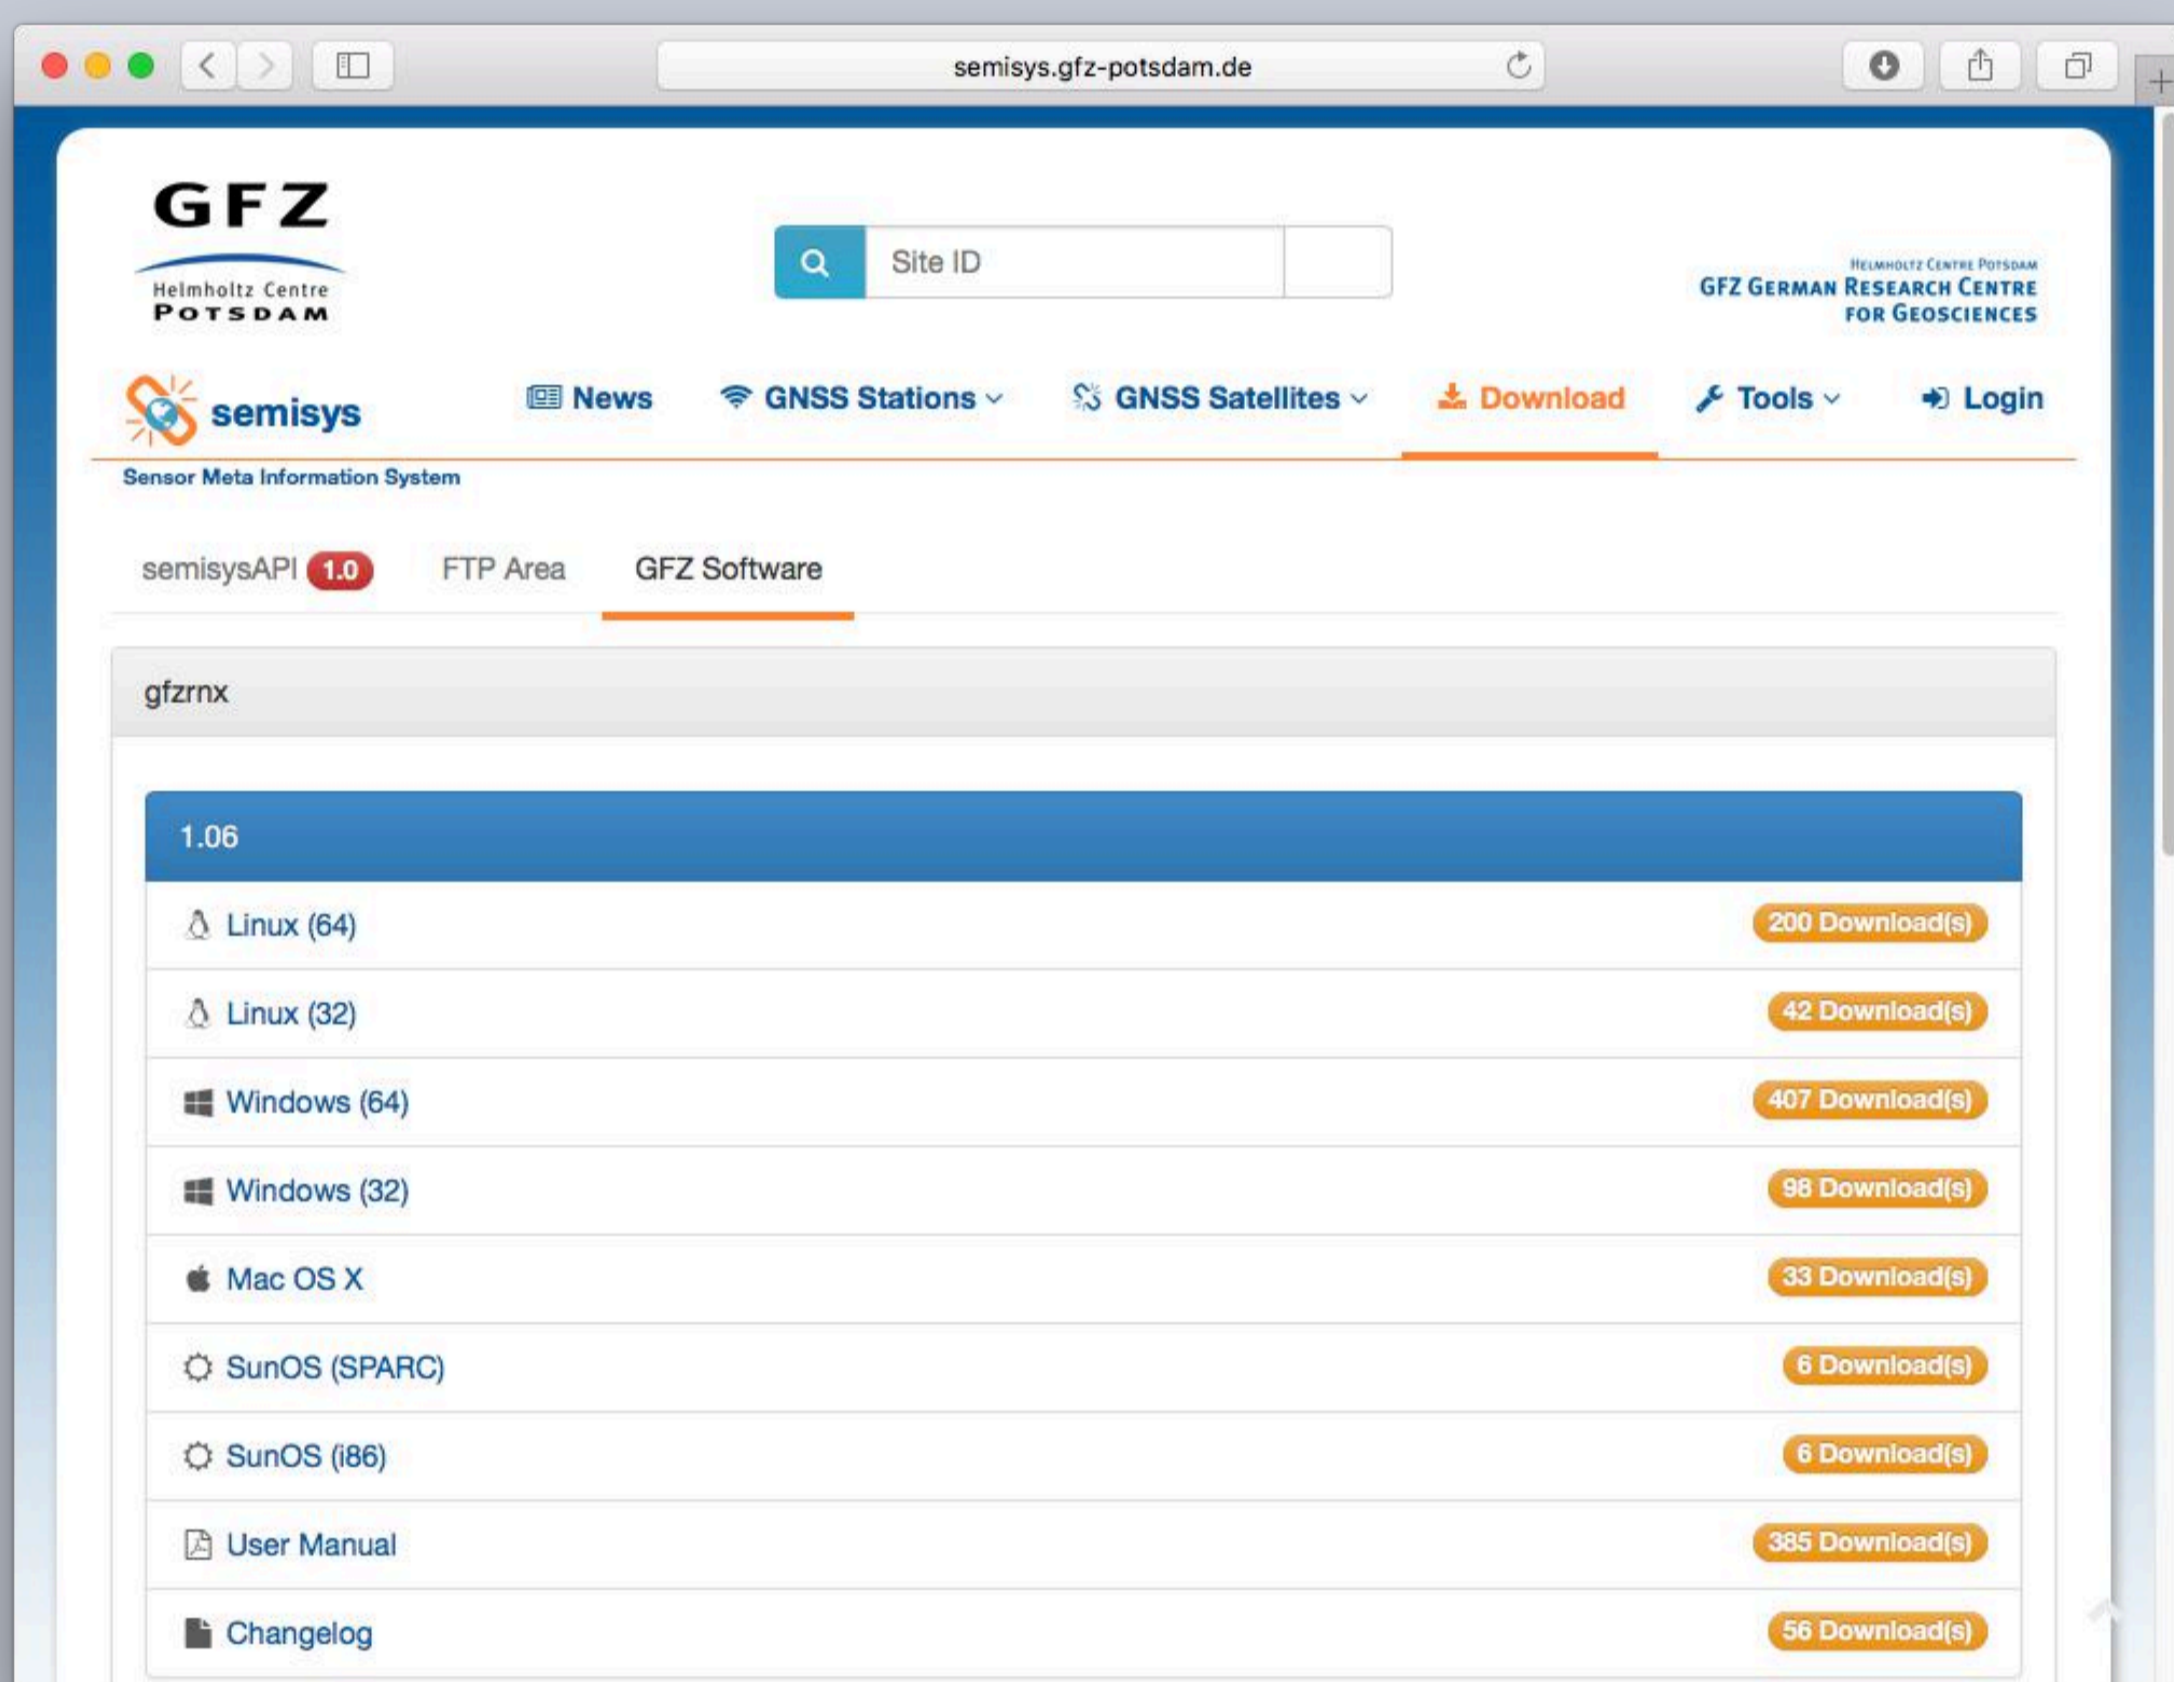 semisys.gfz-potsdam.de
GFZ
Helmholtz Centre
POTSDAM
Site ID
HELMHOLTZ CENTRE POTSDAM
GFZ GERMAN RESEARCH CENTRE
FOR GEOSCIENCES
semisys
News GNSS Stations GNSS Satellites Download Tools Login
Sensor Meta Information System
semisysAPI 1.0 FTP Area GFZ Software
gfzrnx
1.06
Linux (64) 200 Download(s)
Linux (32) 42 Download(s)
Windows (64) 407 Download(s)
Windows (32) 98 Download(s)
Mac OS X 33 Download(s)
SunOS (SPARC) 6 Download(s)
SunOS (i86) 6 Download(s)
User Manual 385 Download(s)
Changelog 56 Download(s)